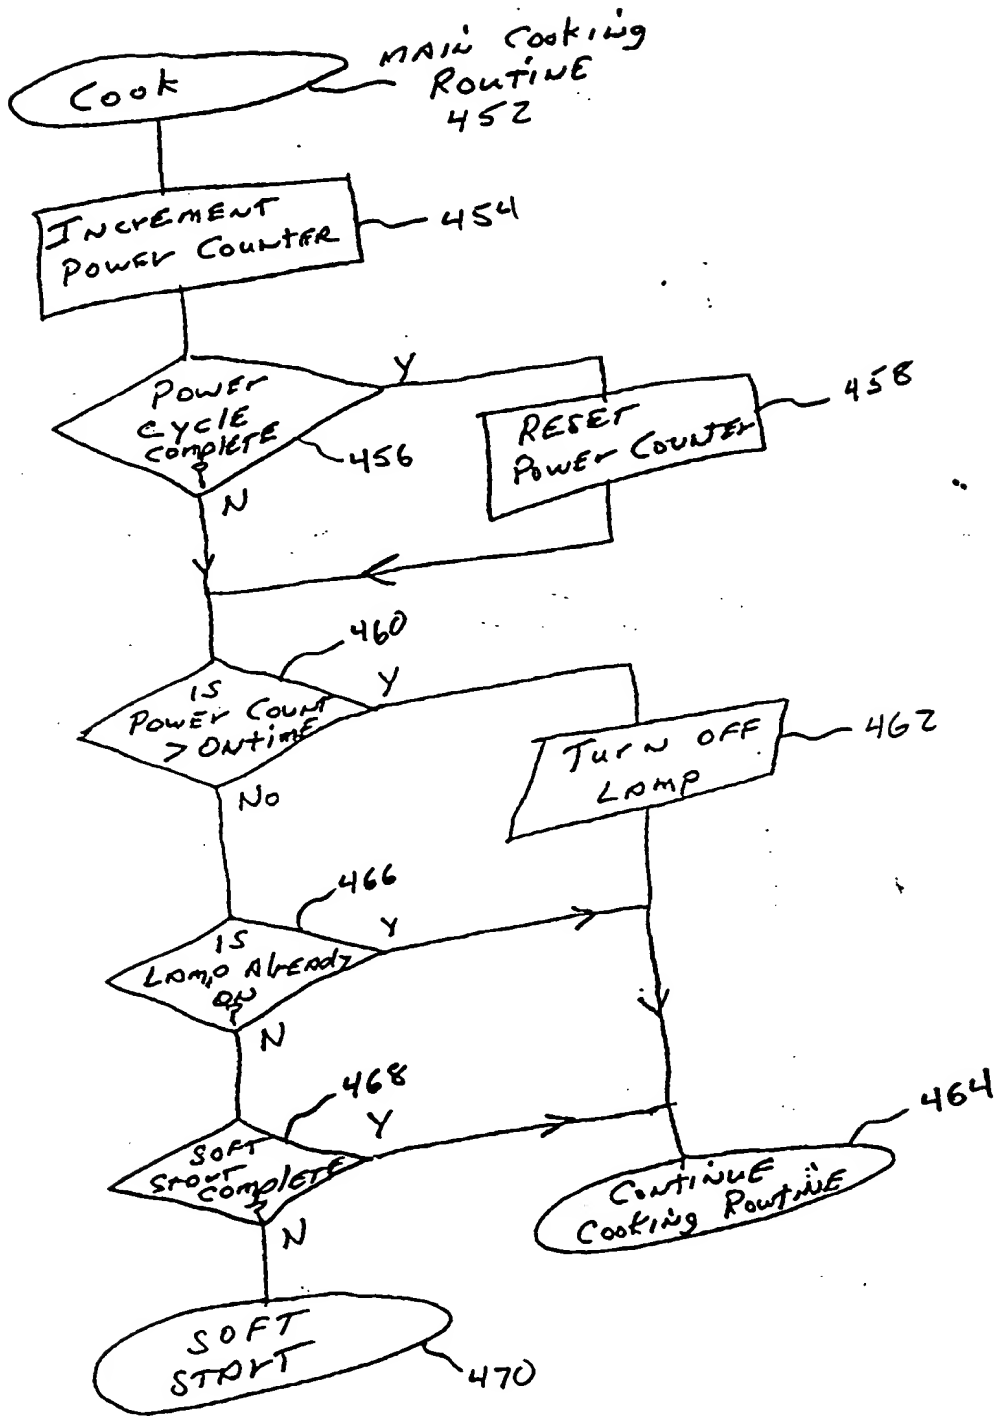 Cook
MAIN Cooking
ROUTINE
452
INCrEMENT
POWEr COUNTER
454
POWEr
CYCLE
COMPLETE
?
456
Y
N
RESET
POWEr COUNTEr
458
460
IS
POWEr COUNT
> ONTIME
Y
No
TUrN OFF
LAMP
462
466
IS
LAMP AlrEADY
ON
?
Y
N
468
SOFT
START
COMPLETE
?
Y
N
464
CONTINUE
COOKING ROUTINE
SOFT
STArT
470